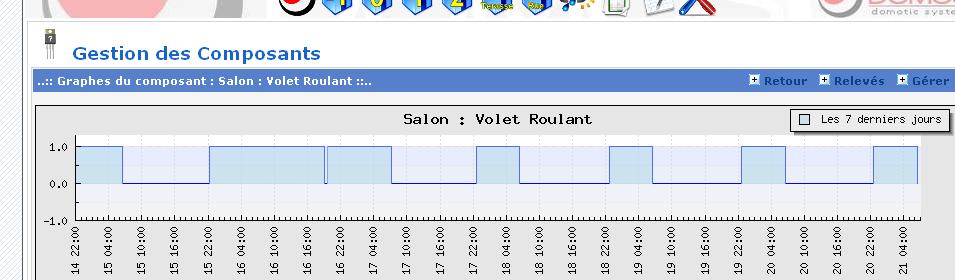 Terrasse Rue
DOMOS
domotic syste
?
Gestion des Composants
..:: Graphes du composant : Salon : Volet Roulant ::..
Retour Relevés Gérer
Salon : Volet Roulant
Les 7 derniers jours
1.0
0.0
-1.0
14 22:00 15 04:00 15 10:00 15 16:00 15 22:00 16 04:00 16 10:00 16 16:00 16 22:00 17 04:00 17 10:00 17 16:00 17 22:00 18 04:00 18 10:00 18 16:00 18 22:00 19 04:00 19 10:00 19 16:00 19 22:00 20 04:00 20 10:00 20 16:00 20 22:00 21 04:00